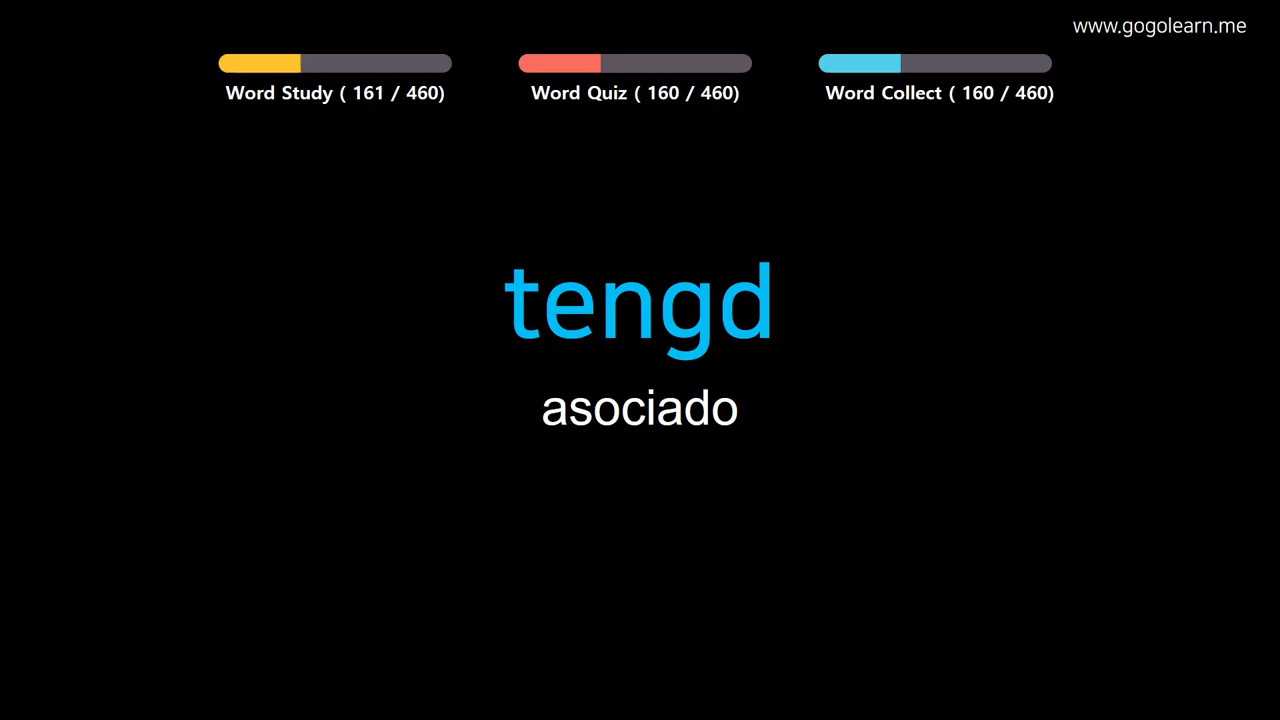 www.gogolearn.me
Word Study ( 161 / 460)
Word Quiz ( 160 / 460)
Word Collect ( 160 / 460)
tengd
asociado